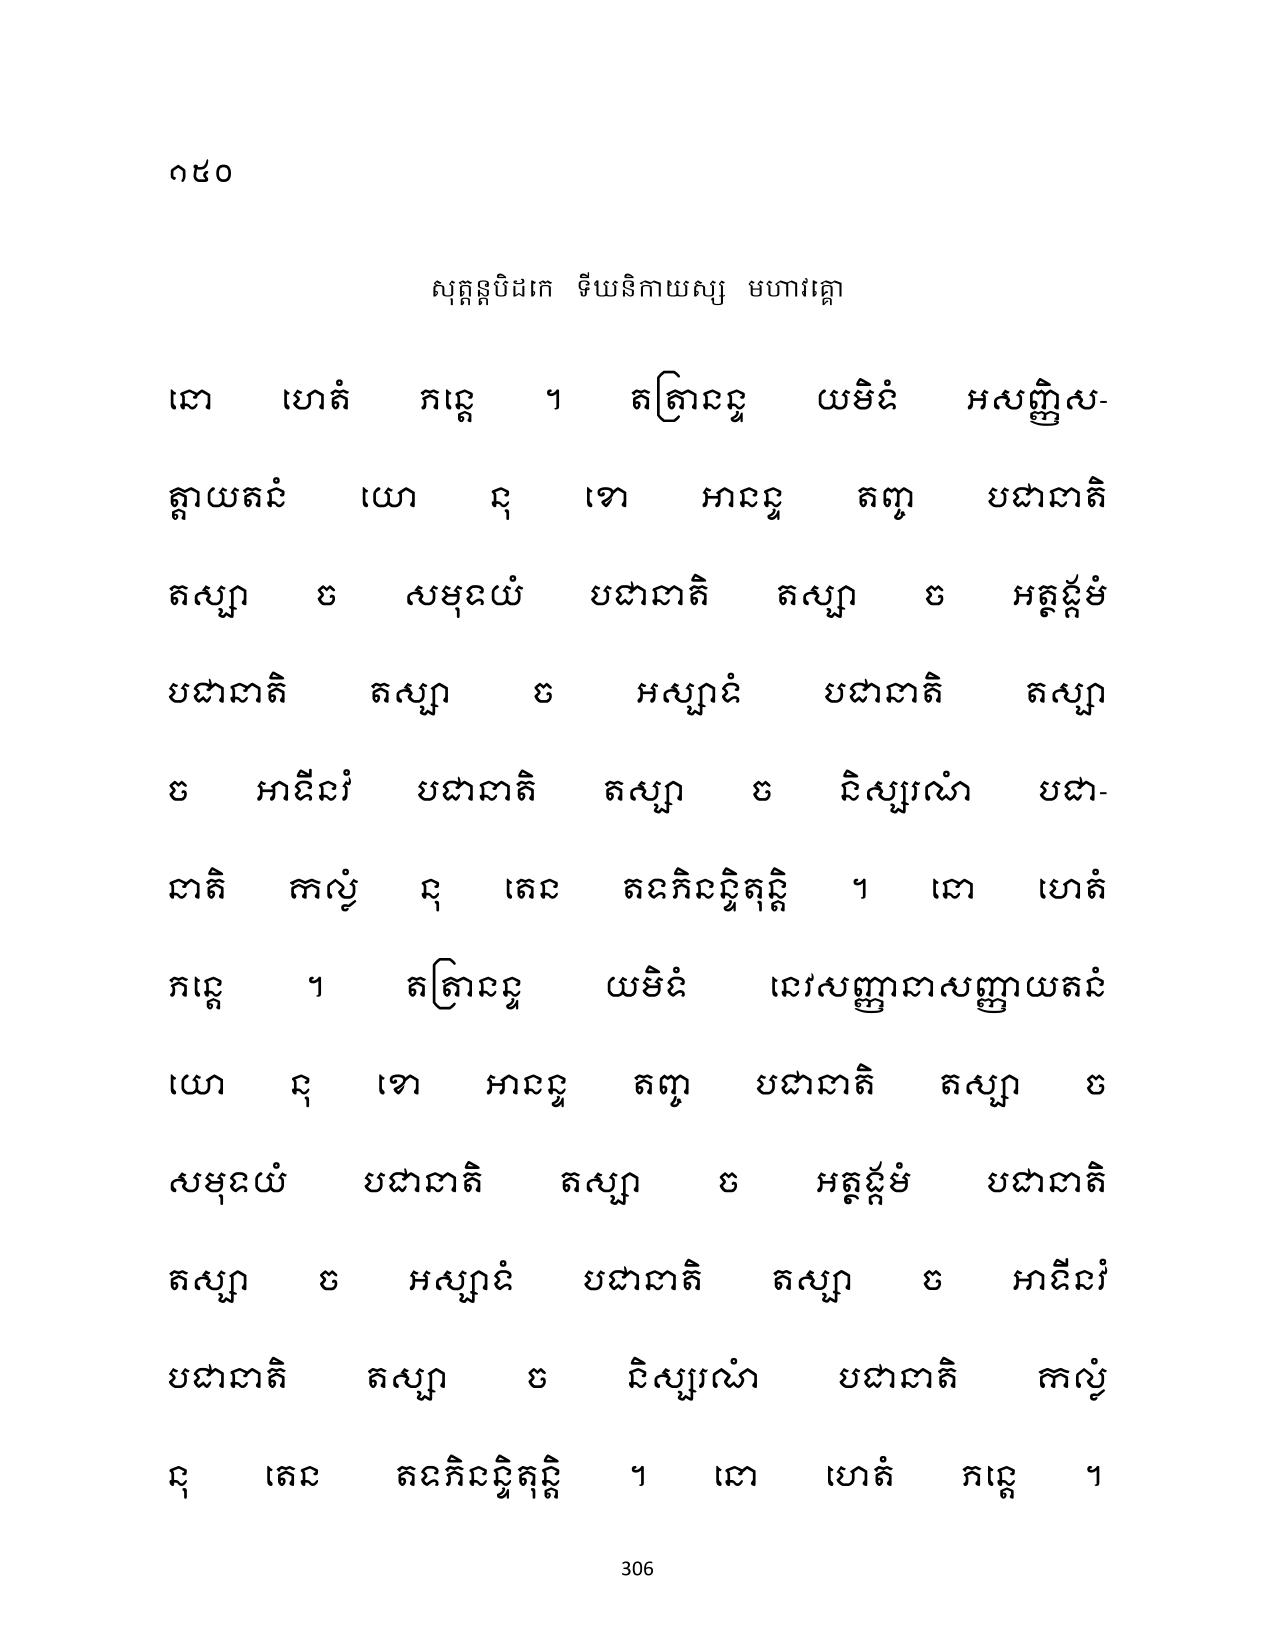 ១៥០
សុត្តន្តបិដកេ ទីឃនិកាយស្ស មហាវគ្គោ
នោ ហេតំ ភន្តេ ។ តត្រានន្ទ យមិទំ អសញ្ញិស-
ត្តាយតនំ យោ នុ ខោ អានន្ទ តញ្ច បជានាតិ
តស្សា ច សមុទយំ បជានាតិ តស្សា ច អត្ថង្គមំ
បជានាតិ តស្សា ច អស្សាទំ បជានាតិ តស្សា
ច អាទីនវំ បជានាតិ តស្សា ច និស្សរណំ បជា-
នាតិ កល្លំ នុ តេន តទភិនន្ទិតុន្តិ ។ នោ ហេតំ
ភន្តេ ។ តត្រានន្ទ យមិទំ នេវសញ្ញានាសញ្ញាយតនំ
យោ នុ ខោ អានន្ទ តញ្ច បជានាតិ តស្សា ច
សមុទយំ បជានាតិ តស្សា ច អត្ថង្គមំ បជានាតិ
តស្សា ច អស្សាទំ បជានាតិ តស្សា ច អាទីនវំ
បជានាតិ តស្សា ច និស្សរណំ បជានាតិ កល្លំ
នុ តេន តទភិនន្ទិតុន្តិ ។ នោ ហេតំ ភន្តេ ។
306